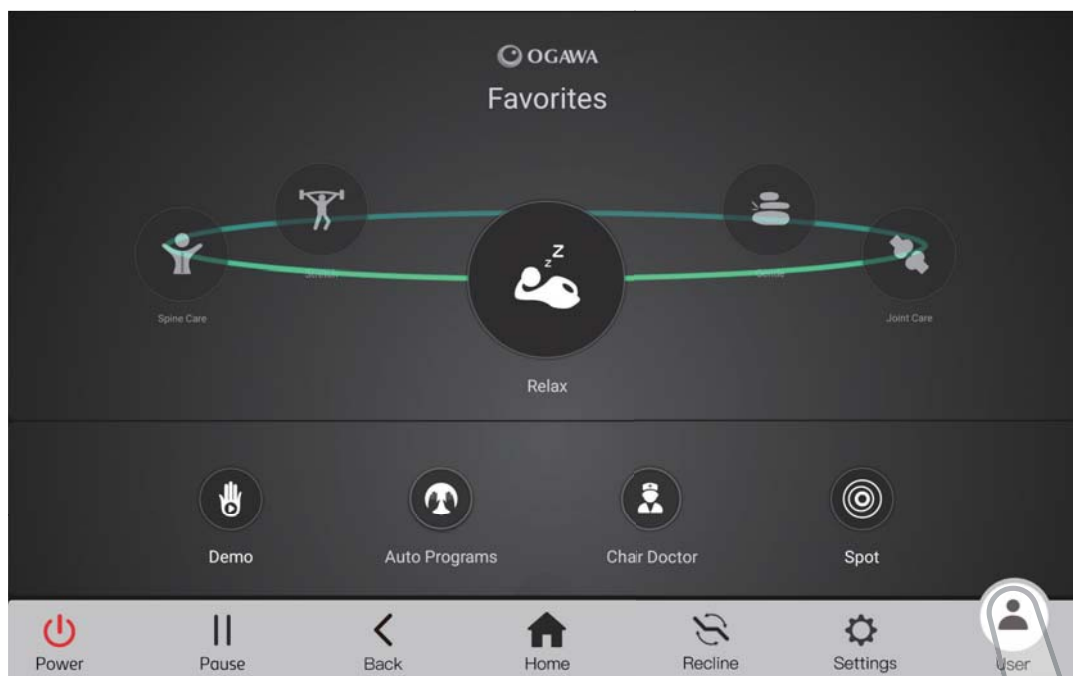 OGAWA
Favorites
Stretch
Spine Care
Joint Care
Relax
Demo
Auto Programs
Chair Doctor
Spot
Power
Pause
Back
Home
Recline
Settings
User